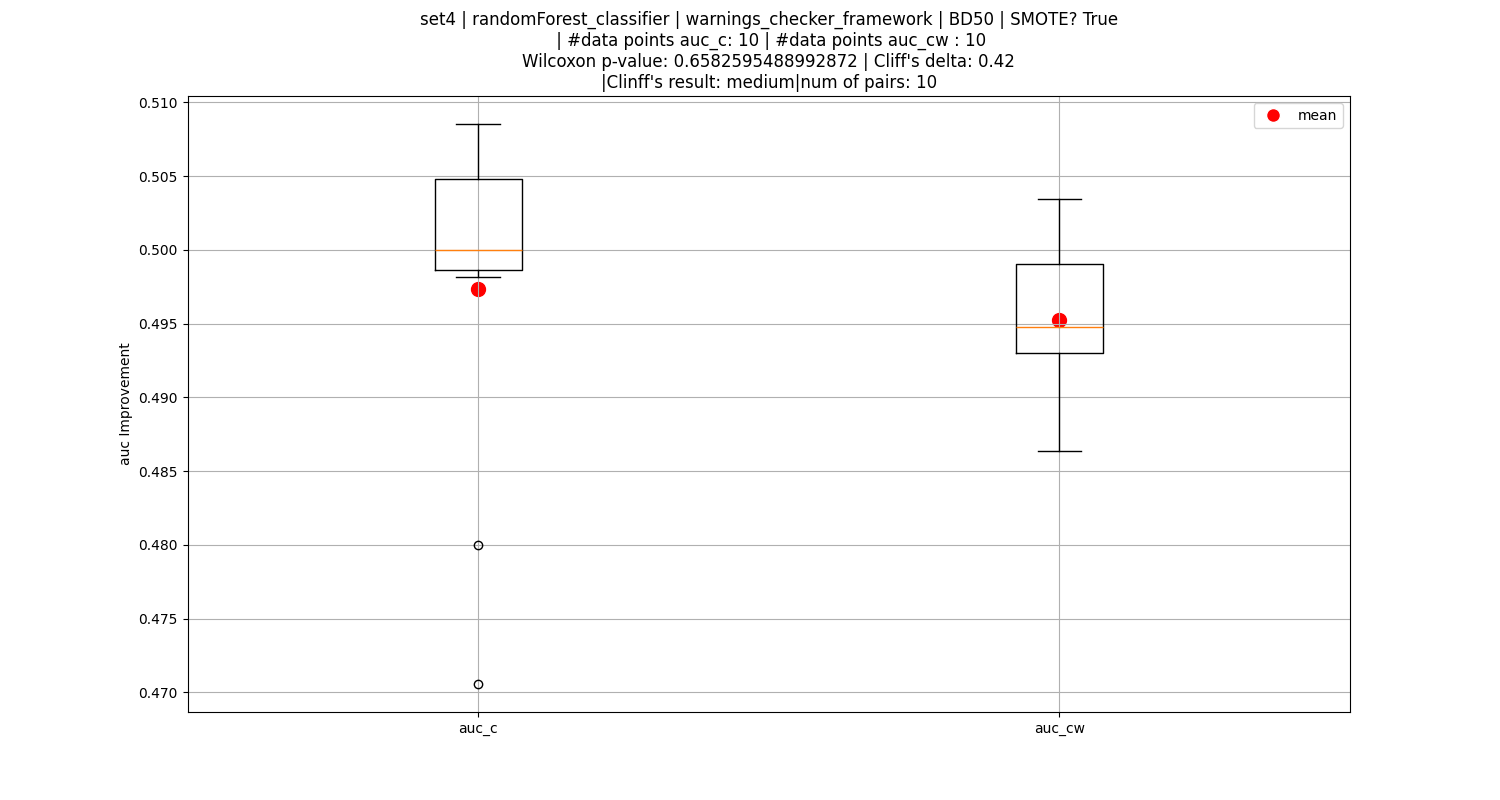 set4 | randomForest_classifier | warnings_checker_framework | BD50 | SMOTE? True
| #data points auc_c: 10 | #data points auc_cw : 10
Wilcoxon p-value: 0.6582595488992872 | Cliff's delta: 0.42
|Clinff's result: medium|num of pairs: 10
mean
0.510
0.505
0.500
0.495
0.490
0.485
0.480
0.475
0.470
auc Improvement
auc_c
auc_cw